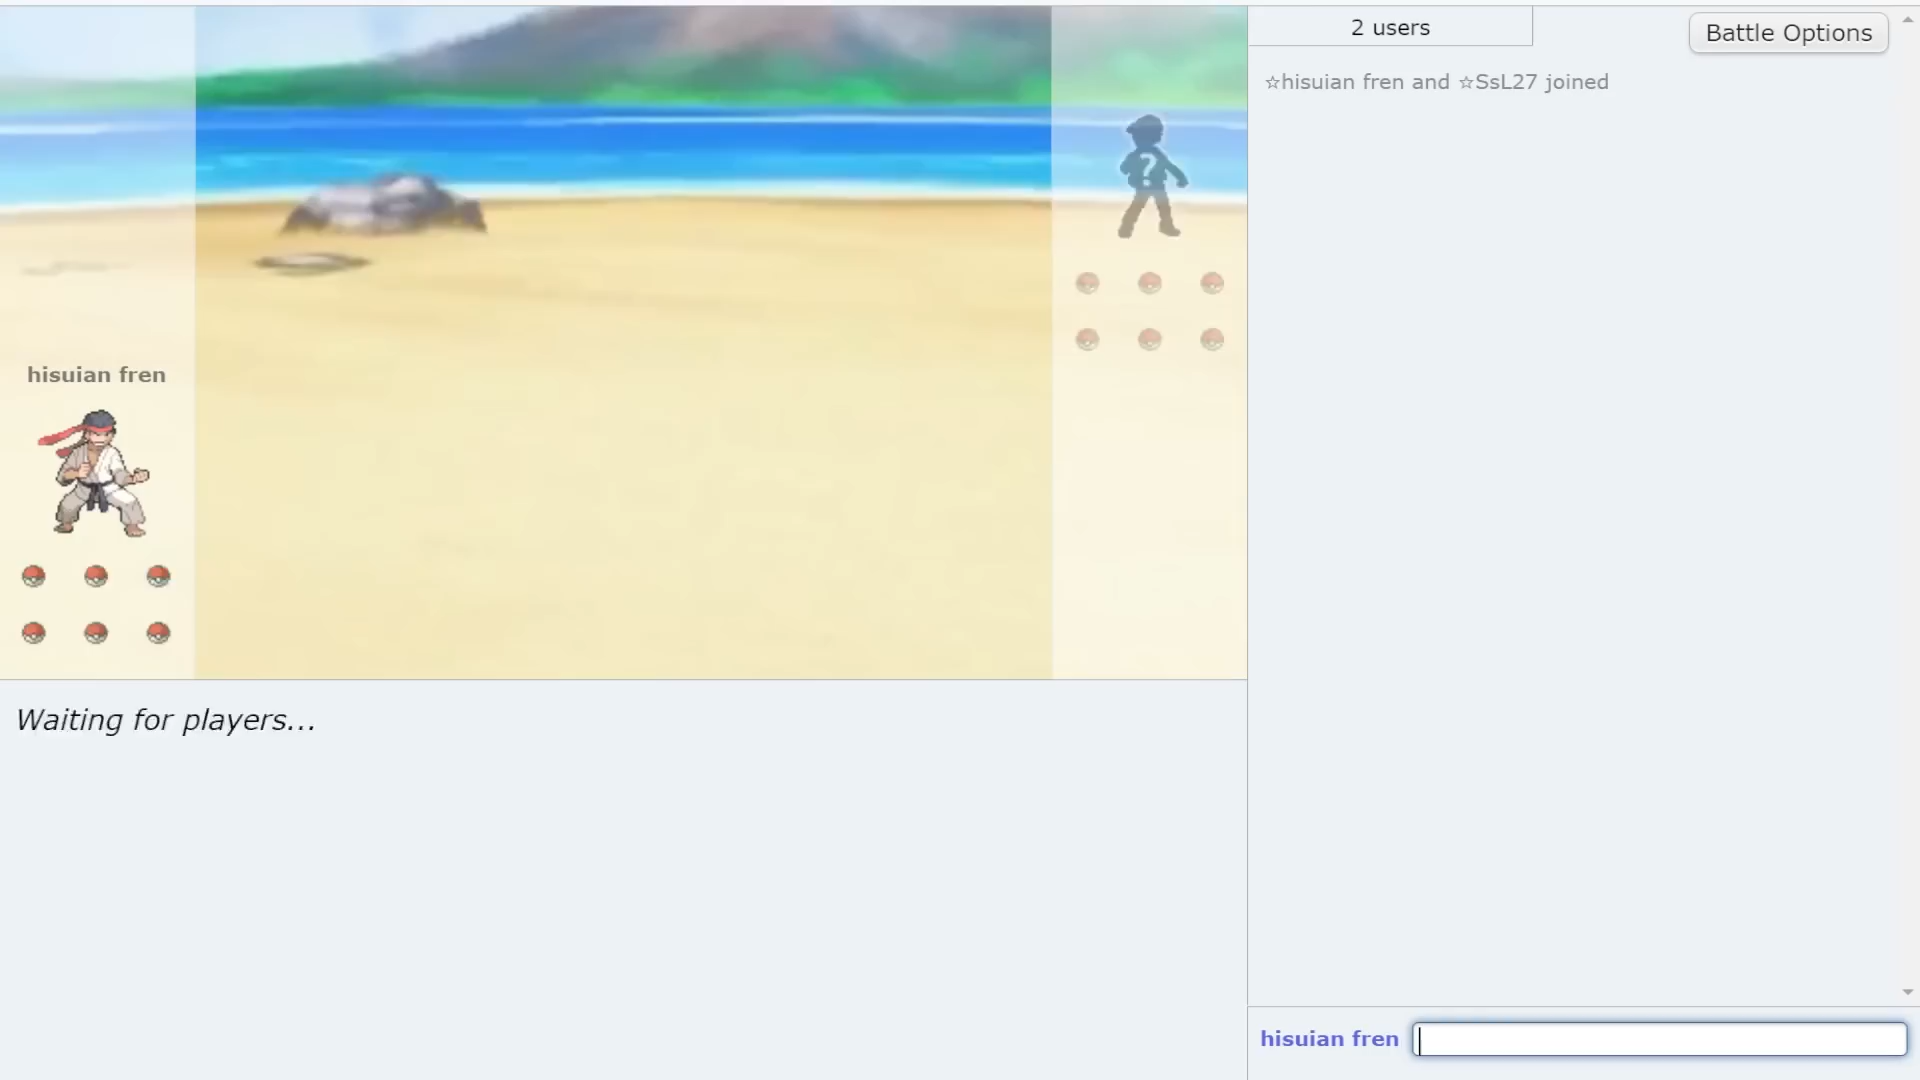 2 users
Battle Options
☆hisuian fren and ☆SsL27 joined
?
hisuian fren
Waiting for players...
hisuian fren